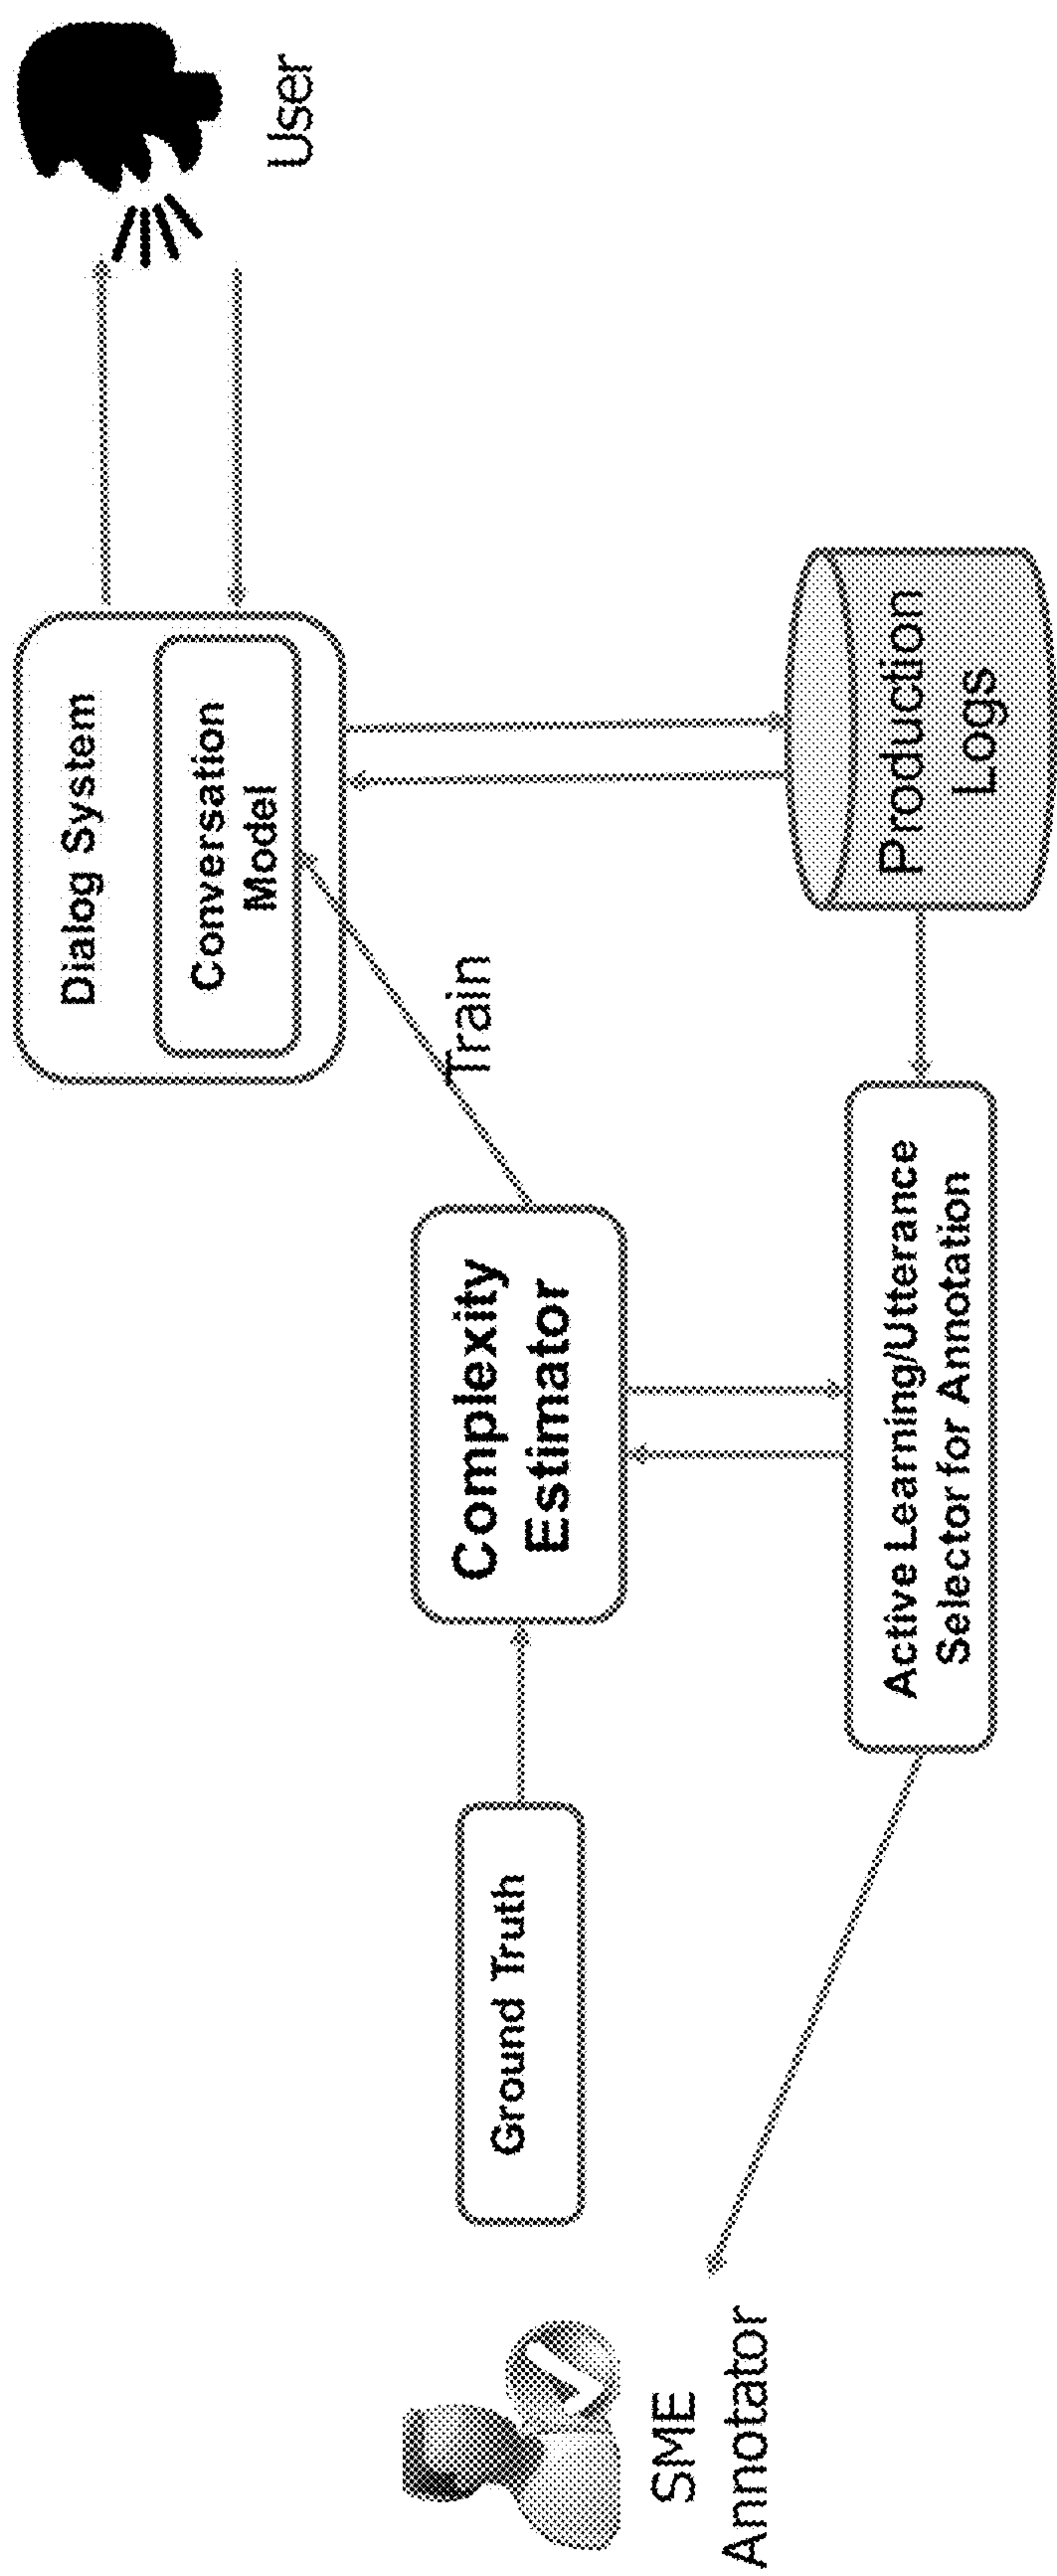 User
Dialog System
Conversation
Model
Train
Production
Logs
Complexity
Estimator
Active Learning/Utterance
Selector for Annotation
Ground Truth
SME
Annotator